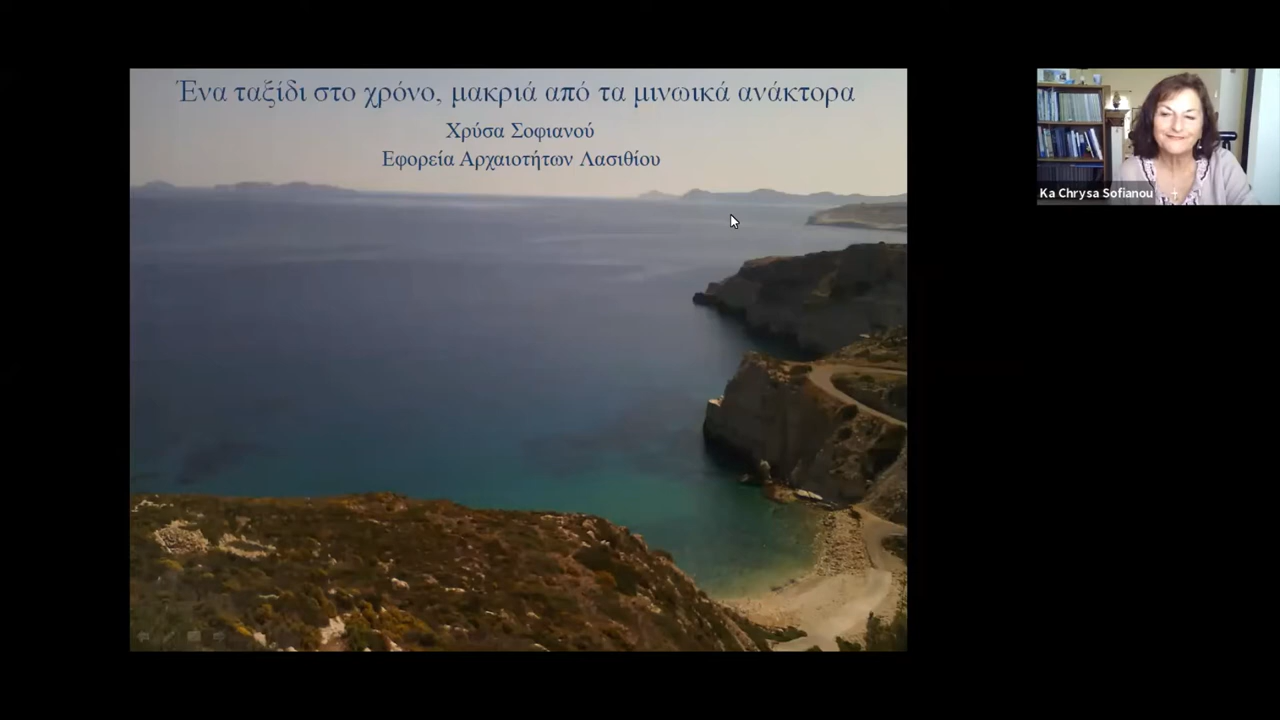 Ένα ταξίδι στο χρόνο, μακριά από τα μινωικά ανάκτορα
Χρύσα Σοφιανού
Εφορεία Αρχαιοτήτων Λασιθίου
Ka Chrysa Sofianou